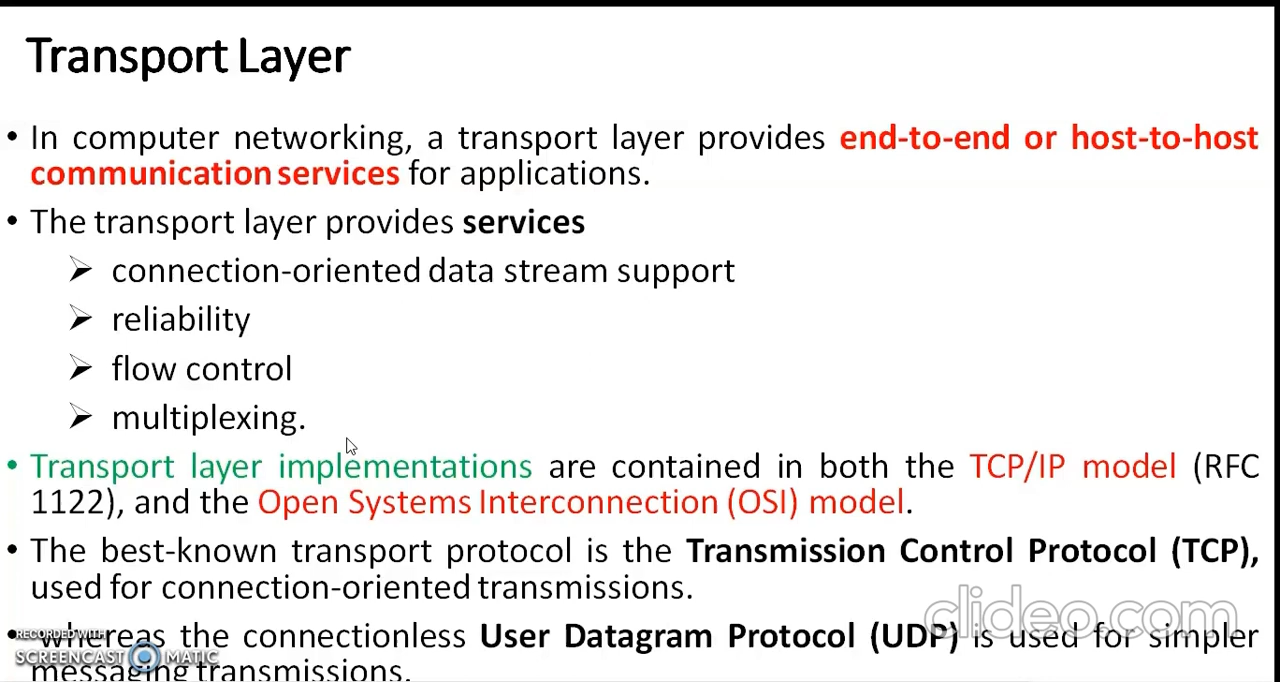 Transport Layer
• In computer networking, a transport layer provides end-to-end or host-to-host
communication services for applications.
• The transport layer provides services
➢ connection-oriented data stream support
➢ reliability
➢ flow control
➢ multiplexing.
• Transport layer implementations are contained in both the TCP/IP model (RFC
1122), and the Open Systems Interconnection (OSI) model.
• The best-known transport protocol is the Transmission Control Protocol (TCP),
used for connection-oriented transmissions.
• whereas the connectionless User Datagram Protocol (UDP) is used for simpler
messaging transmissions.
clideo.com
RECORDED WITH
SCREENCAST MATIC